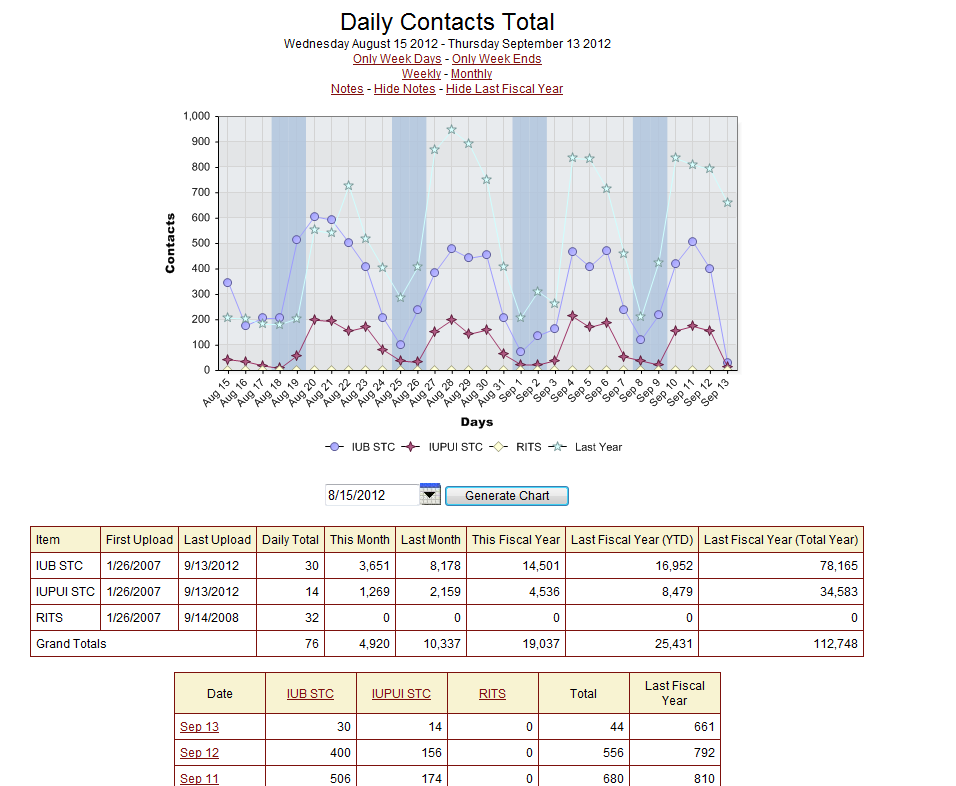 Daily Contacts Total
Wednesday August 15 2012 - Thursday September 13 2012
Only Week Days - Only Week Ends
Weekly - Monthly
Notes - Hide Notes - Hide Last Fiscal Year
1,000
900
800
700
600
500
400
300
200
100
0
Contacts
Aug 15 Aug 16 Aug 17 Aug 18 Aug 19 Aug 20 Aug 21 Aug 22 Aug 23 Aug 24 Aug 25 Aug 26 Aug 27 Aug 28 Aug 29 Aug 30 Aug 31 Sep 1 Sep 2 Sep 3 Sep 4 Sep 5 Sep 6 Sep 7 Sep 8 Sep 9 Sep 10 Sep 11 Sep 12 Sep 13
Days
IUB STC IUPUI STC RITS Last Year
8/15/2012 Generate Chart
Item First Upload Last Upload Daily Total This Month Last Month This Fiscal Year Last Fiscal Year (YTD) Last Fiscal Year (Total Year)
IUB STC 1/26/2007 9/13/2012 30 3,651 8,178 14,501 16,952 78,165
IUPUI STC 1/26/2007 9/13/2012 14 1,269 2,159 4,536 8,479 34,583
RITS 1/26/2007 9/14/2008 32 0 0 0 0 0
Grand Totals 76 4,920 10,337 19,037 25,431 112,748
Date IUB STC IUPUI STC RITS Total Last Fiscal
Year
Sep 13 30 14 0 44 661
Sep 12 400 156 0 556 792
Sep 11 506 174 0 680 810